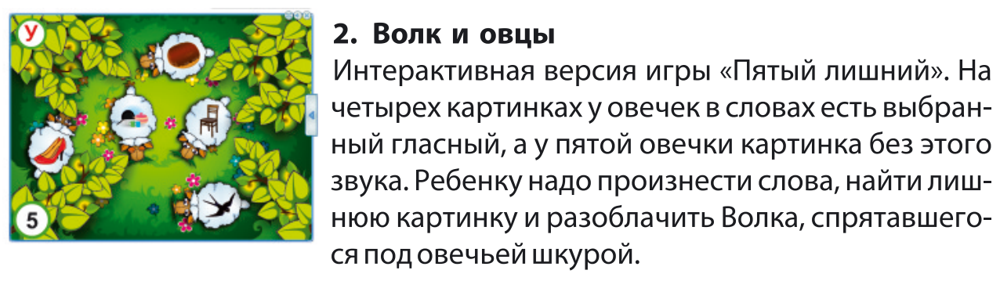 У
5
2. Волк и овцы
Интерактивная версия игры «Пятый лишний». На
четырех картинках у овечек в словах есть выбран-
ный гласный, а у пятой овечки картинка без этого
звука. Ребенку надо произнести слова, найти лиш-
нюю картинку и разоблачить Волка, спрятавшего-
ся под овечьей шкурой.